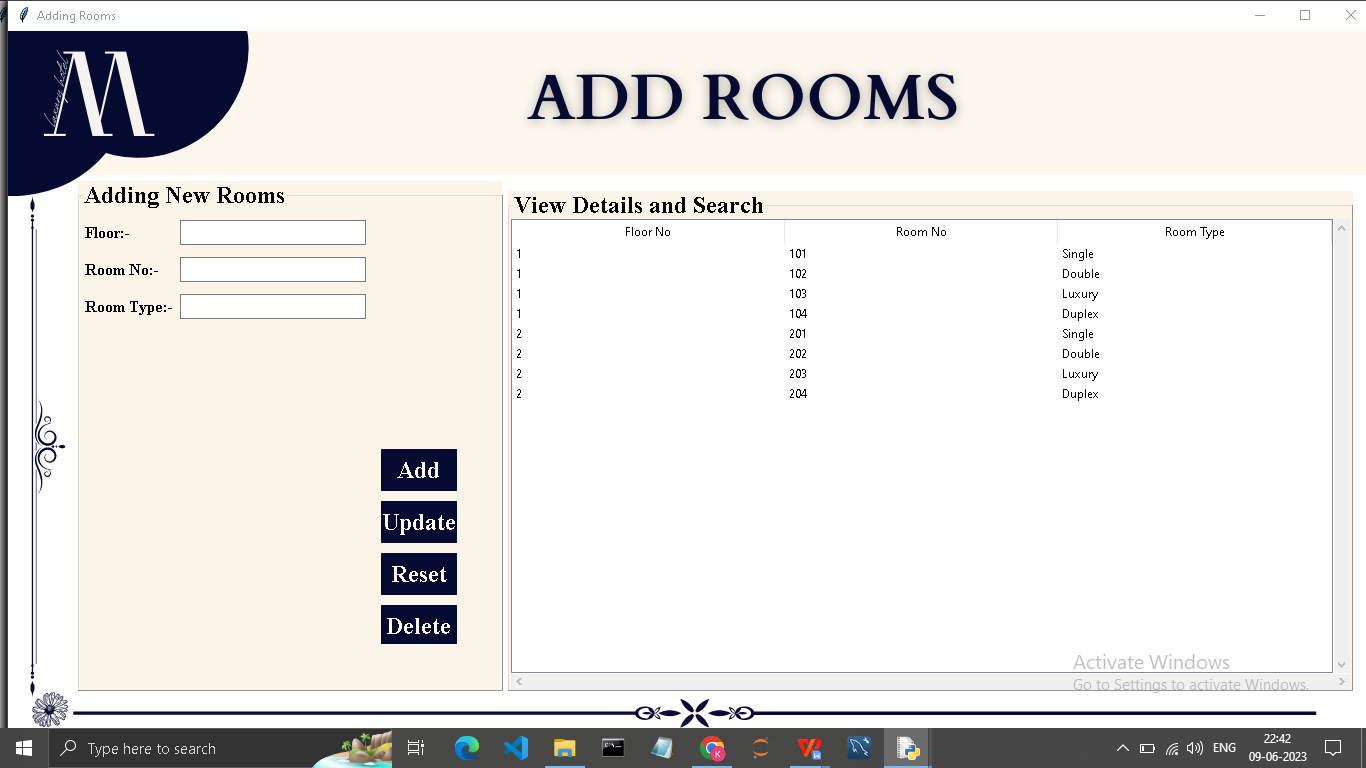 Adding Rooms
M
luxury hotel
ADD ROOMS
Adding New Rooms
Floor:-
Room No:-
Room Type:-
Add
Update
Reset
Delete
View Details and Search
Floor No Room No Room Type
1 101 Single
1 102 Double
1 103 Luxury
1 104 Duplex
2 201 Single
2 202 Double
2 203 Luxury
2 204 Duplex
Activate Windows
Go to Settings to activate Windows.
Type here to search
K
ENG
22:42
09-06-2023